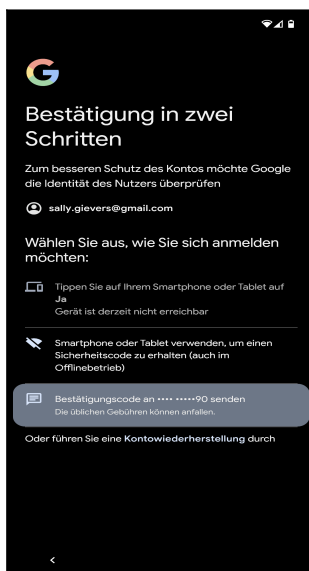 G
Bestätigung in zwei
Schritten
Zum besseren Schutz des Kontos möchte Google
die Identität des Nutzers überprüfen
sally.gievers@gmail.com
Wählen Sie aus, wie Sie sich anmelden
möchten:
Tippen Sie auf Ihrem Smartphone oder Tablet auf
Ja
Gerät ist derzeit nicht erreichbar
Smartphone oder Tablet verwenden, um einen
Sicherheitscode zu erhalten (auch im
Offlinebetrieb)
Bestätigungscode an •••• •••••90 senden
Die üblichen Gebühren können anfallen.
Oder führen Sie eine Kontowiederherstellung durch